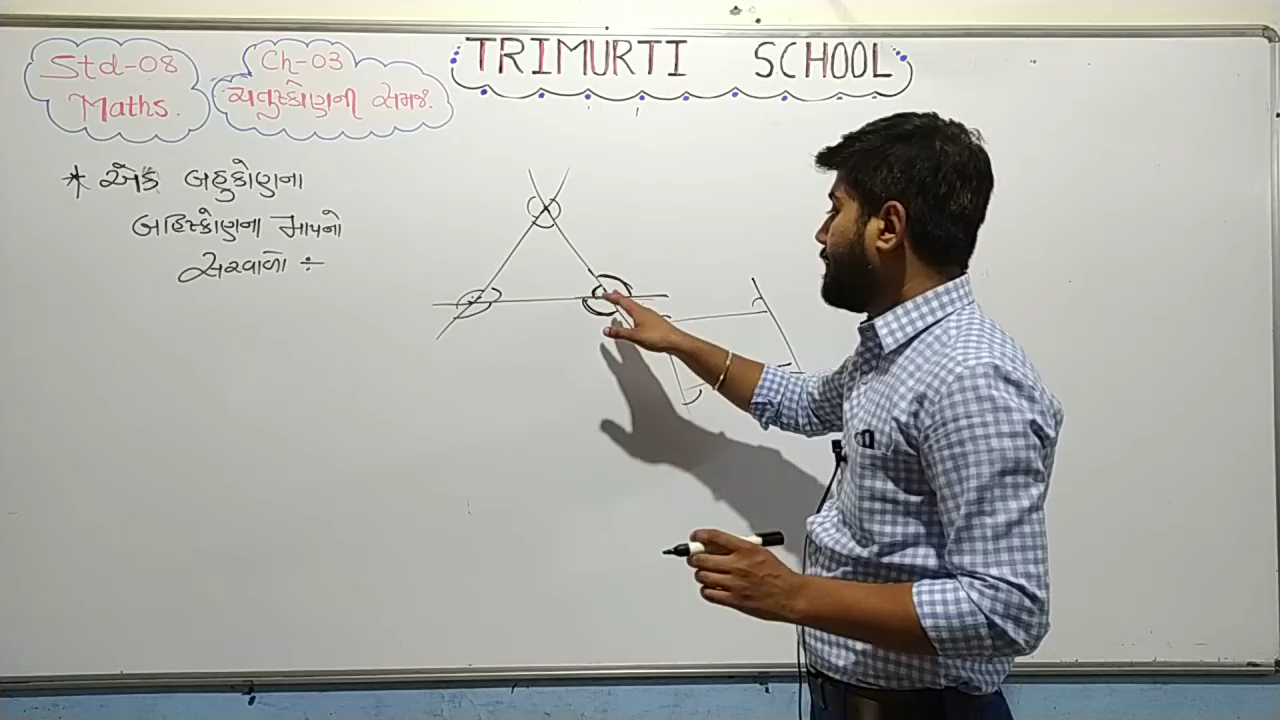 TRIMURTI SCHOOL
Std-08
Maths.
Ch-03
ચતુષ્કોણની સમજ.
* એક બહુકોણના
બહિષ્કોણના માપનો
સરવાળો ÷